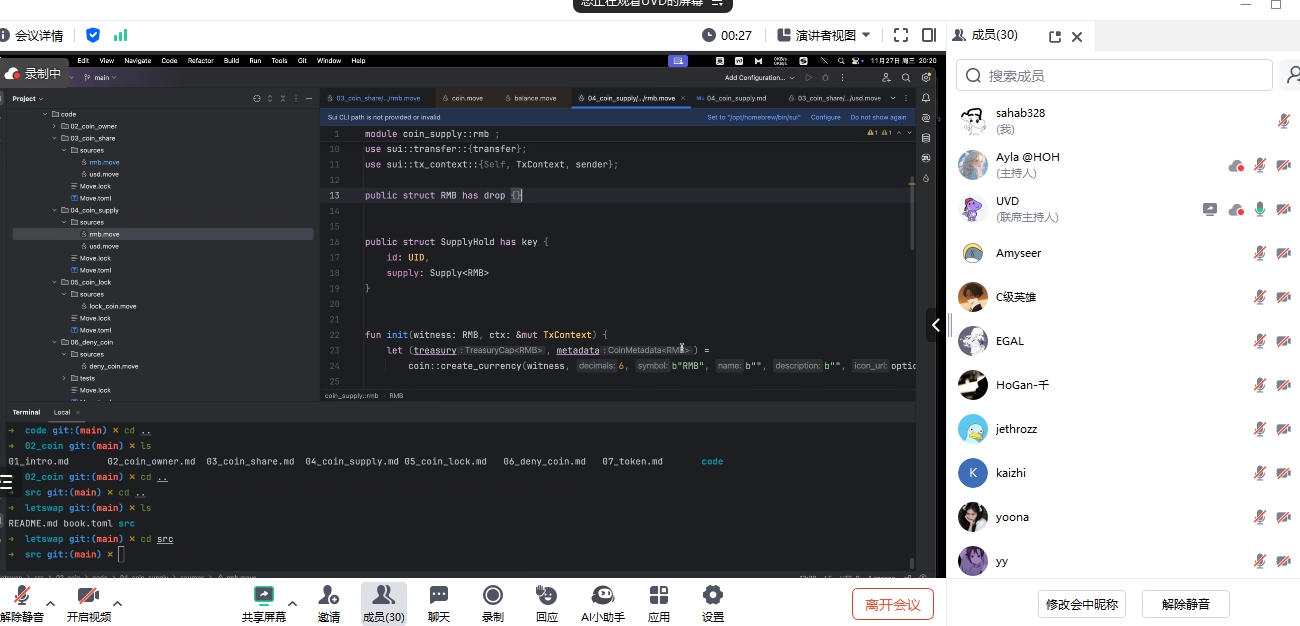 您正在观看UVD的屏幕
会议详情
00:27
演讲者视图
成员(30)
录制中
Edit View Navigate Code Refactor Build Run Tools Git Window Help
11月27日 周三 20:20
main
Add Configuration...
Project
03_coin_share/.../rmb.move
coin.move
balance.move
04_coin_supply/.../rmb.move
04_coin_supply.md
03_coin_share/.../usd.move
Sui CLI path is not provided or invalid
Set to "/opt/homebrew/bin/sui"
Configure
Do not show again
code
02_coin_owner
03_coin_share
sources
rmb.move
usd.move
Move.lock
Move.toml
04_coin_supply
sources
rmb.move
usd.move
Move.lock
Move.toml
05_coin_lock
sources
lock_coin.move
Move.lock
Move.toml
06_deny_coin
sources
deny_coin.move
tests
Move.lock
1 module coin_supply::rmb ;
10 use sui::transfer::{transfer};
11 use sui::tx_context::{Self, TxContext, sender};
12
13 public struct RMB has drop {}
14
15
16 public struct SupplyHold has key {
17 id: UID,
18 supply: Supply<RMB>
19 }
20
21
22 fun init(witness: RMB, ctx: &mut TxContext) {
23 let (treasury : TreasuryCap<RMB> , metadata : CoinMetadata<RMB> ) =
24 coin::create_currency(witness, decimals: 6, symbol: b"RMB", name: b"", description: b"", icon_url: optio
25
coin_supply::rmb > RMB
Terminal Local
→ code git:(main) × cd ..
→ 02_coin git:(main) × ls
01_intro.md 02_coin_owner.md 03_coin_share.md 04_coin_supply.md 05_coin_lock.md 06_deny_coin.md 07_token.md code
→ 02_coin git:(main) × cd ..
→ src git:(main) × cd ..
→ letswap git:(main) × ls
README.md book.toml src
→ letswap git:(main) × cd src
→ src git:(main) ×
搜索成员
sahab328
(我)
Ayla @HOH
(主持人)
UVD
(联席主持人)
Amyseer
C级英雄
EGAL
HoGan-千
jethrozz
K
kaizhi
yoona
yy
解除静音
开启视频
共享屏幕
邀请
成员(30)
聊天
录制
回应
AI小助手
应用
设置
离开会议
修改会中昵称
解除静音